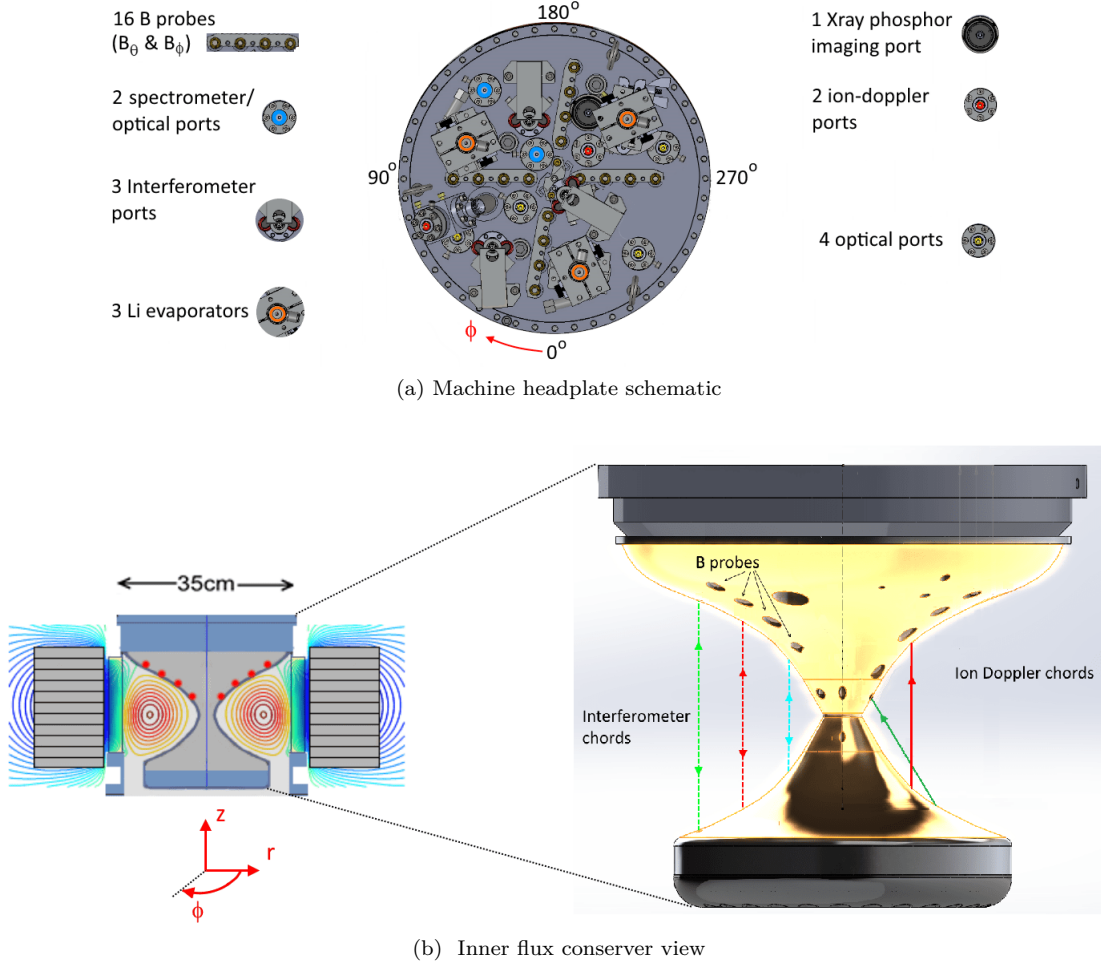 180°
16 B probes
(Bθ & Bϕ)
1 Xray phosphor
imaging port
2 spectrometer/
optical ports
2 ion-doppler
ports
90°
270°
3 Interferometer
ports
4 optical ports
3 Li evaporators
ϕ
0°
(a) Machine headplate schematic
35cm
B probes
Interferometer
chords
Ion Doppler chords
z
r
ϕ
(b) Inner flux conserver view